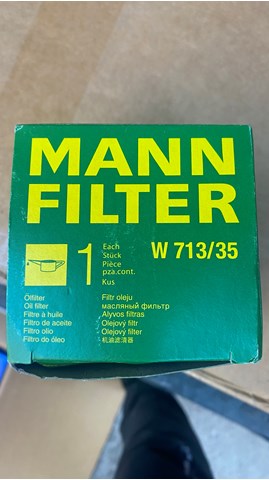 MANN
FILTER
1
Each
Stück
Pièce
pza.cont.
Kus
W 713/35
Ölfilter
Oil filter
Filtre à huile
Filtro de aceite
Filtro olio
Filtro do óleo
Filtr oleju
масляный фильтр
Alyvos filtras
Olejový filtr
Olejový filter
机油滤清器